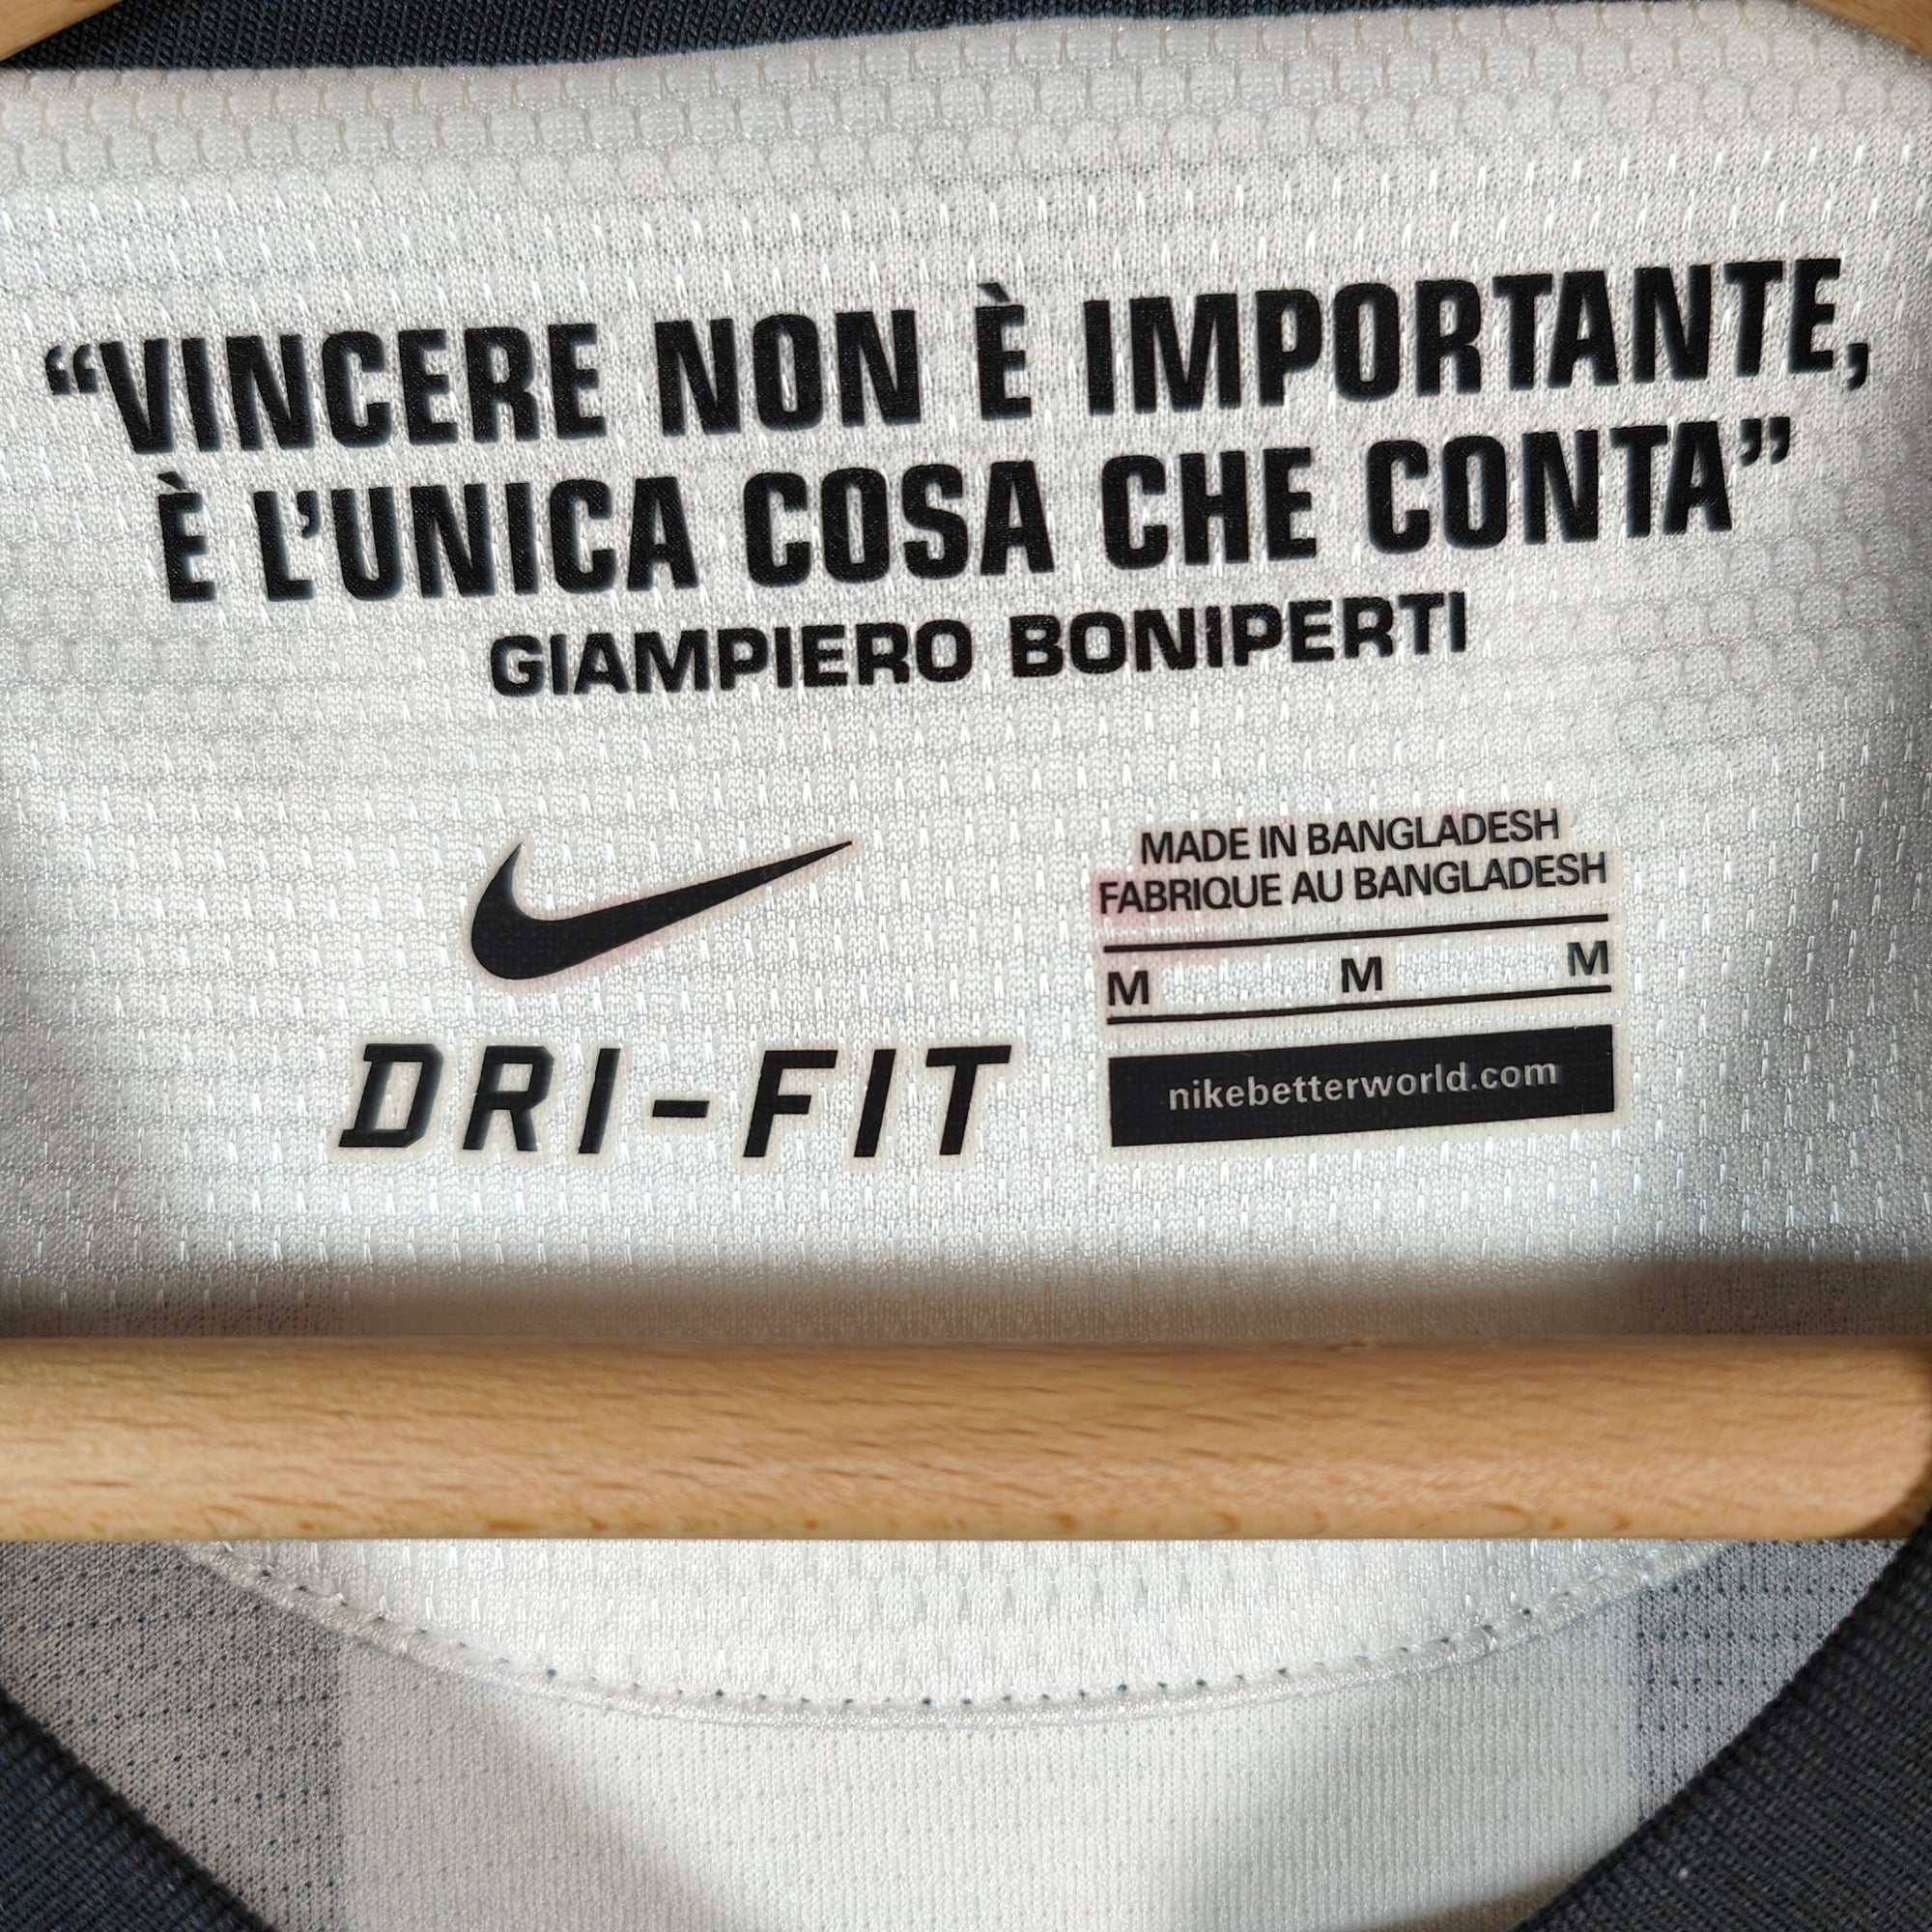 “VINCERE NON È IMPORTANTE,
È L’UNICA COSA CHE CONTA”
GIAMPIERO BONIPERTI
MADE IN BANGLADESH
FABRIQUE AU BANGLADESH
M M M
DRI-FIT
nikebetterworld.com